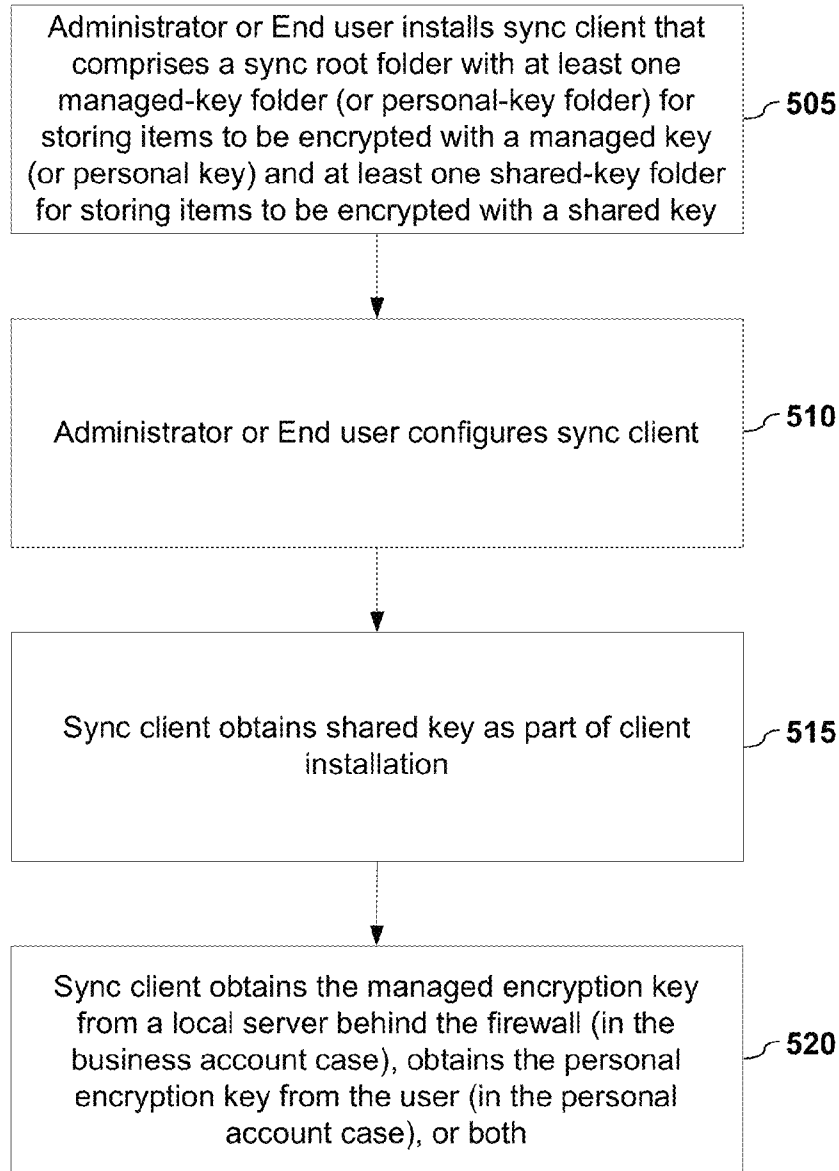 Administrator or End user installs sync client that
comprises a sync root folder with at least one
managed-key folder (or personal-key folder) for
storing items to be encrypted with a managed key
(or personal key) and at least one shared-key folder
for storing items to be encrypted with a shared key
505
Administrator or End user configures sync client
510
Sync client obtains shared key as part of client
installation
515
Sync client obtains the managed encryption key
from a local server behind the firewall (in the
business account case), obtains the personal
encryption key from the user (in the personal
account case), or both
520